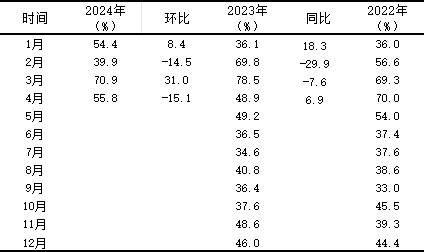 时间 2024年（%） 环比 2023年（%） 同比 2022年（%）
1月 54.4 8.4 36.1 18.3 36.0
2月 39.9 -14.5 69.8 -29.9 56.6
3月 70.9 31.0 78.5 -7.6 69.3
4月 55.8 -15.1 48.9 6.9 70.0
5月 49.2 54.0
6月 36.5 37.4
7月 34.6 37.6
8月 40.8 38.6
9月 36.4 33.0
10月 37.6 45.5
11月 48.6 39.3
12月 46.0 44.4